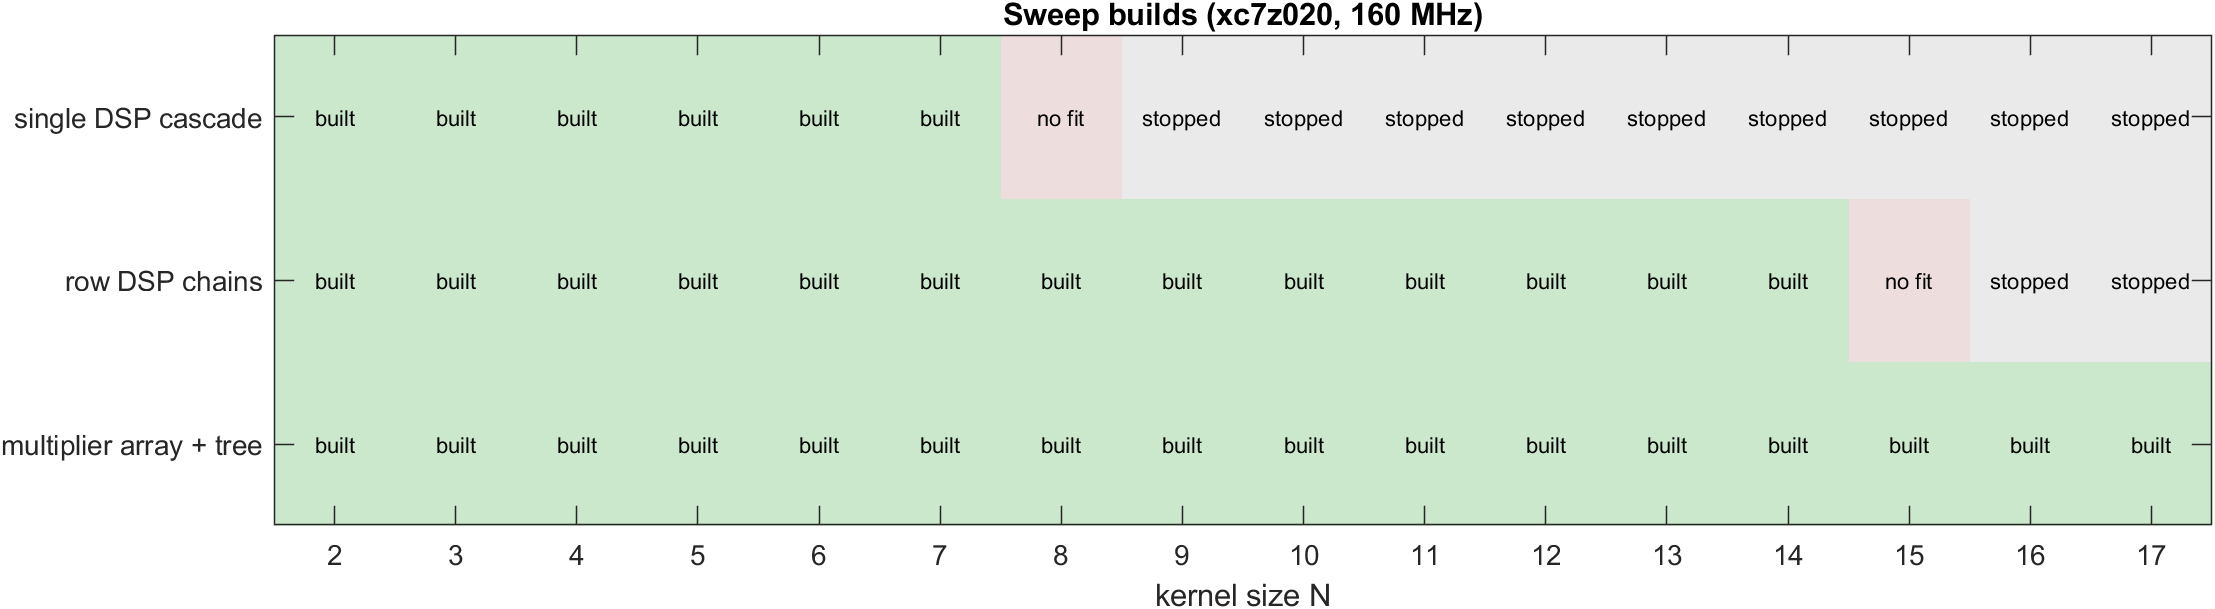 Sweep builds (xc7z020, 160 MHz)
single DSP cascade built built built built built built no fit stopped stopped stopped stopped stopped stopped stopped stopped stopped
row DSP chains built built built built built built built built built built built built built no fit stopped stopped
multiplier array + tree built built built built built built built built built built built built built built built built
2 3 4 5 6 7 8 9 10 11 12 13 14 15 16 17
kernel size N